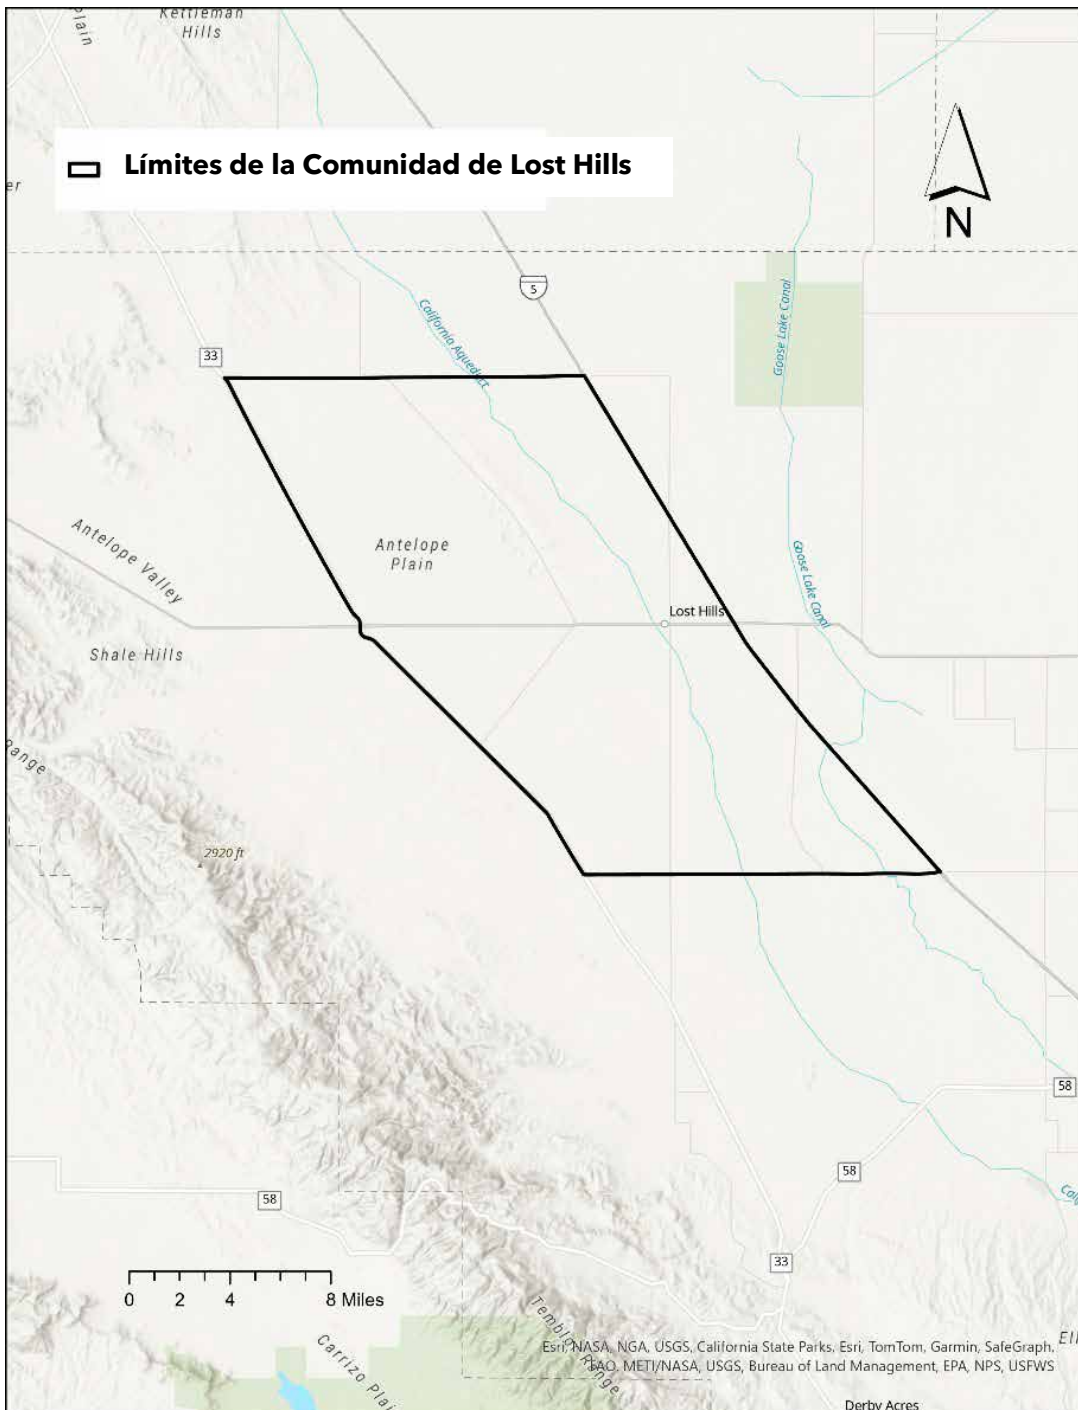 Kettleman
Hills
Plain
Límites de la Comunidad de Lost Hills
N
er
5
33
California Aqueduct
Goose Lake Canal
Antelope Valley
Antelope
Plain
Goose Lake Canal
Lost Hills
Shale Hills
Range
2920 ft
58
58
58
33
0 2 4 8 Miles
Temblor Range
Carrizo Plai
Esri, NASA, NGA, USGS, California State Parks, Esri, TomTom, Garmin, SafeGraph,
FAO, METI/NASA, USGS, Bureau of Land Management, EPA, NPS, USFWS
Derby Acres